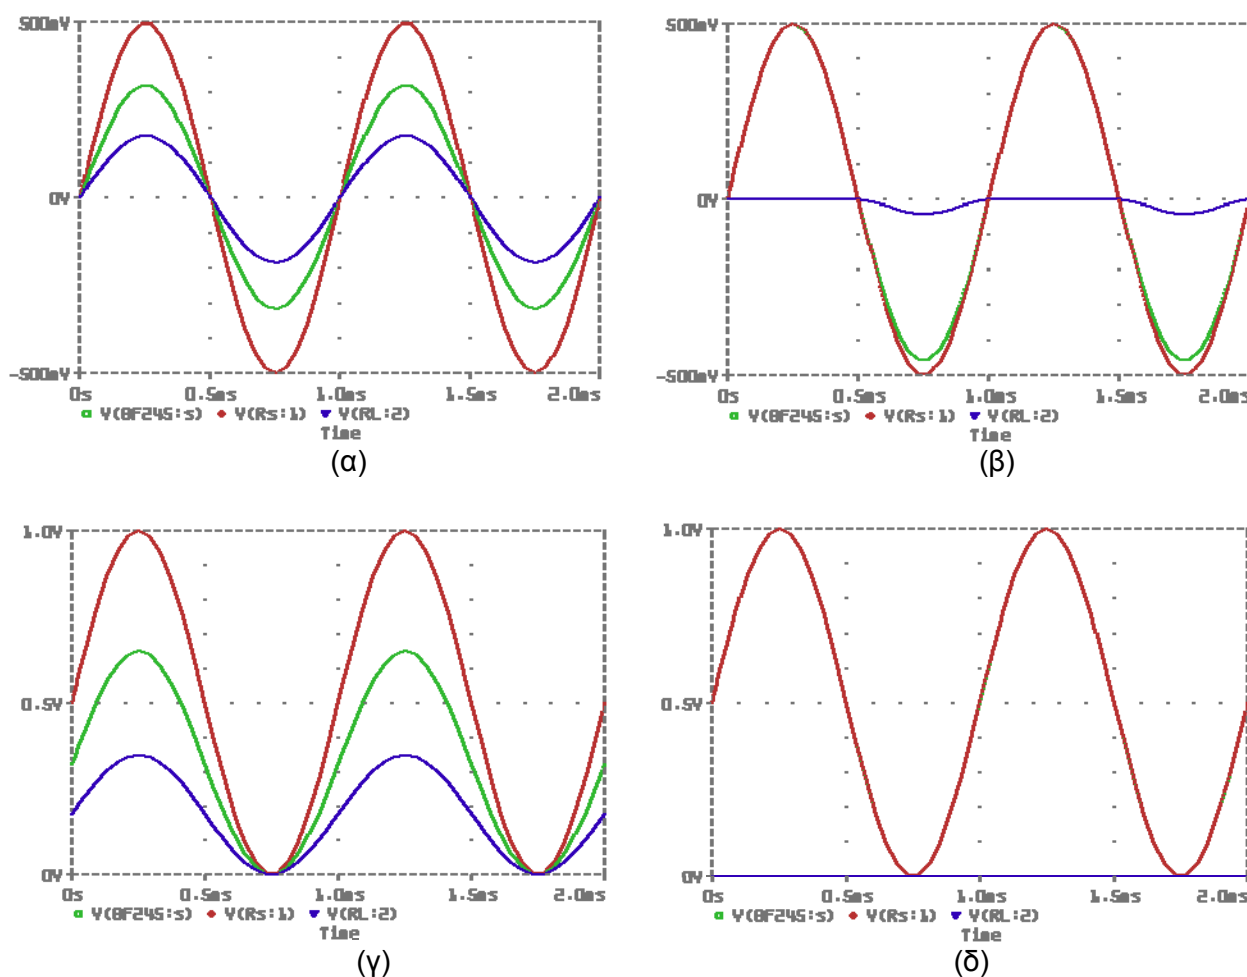 500mV
0V
-500mV
0s 0.5ms 1.0ms 1.5ms 2.0ms
V(BF245:s) V(Rs:1) V(RL:2)
Time
(α)
500mV
0V
-500mV
0s 0.5ms 1.0ms 1.5ms 2.0ms
V(BF245:s) V(Rs:1) V(RL:2)
Time
(β)
1.0V
0.5V
0V
0s 0.5ms 1.0ms 1.5ms 2.0ms
V(BF245:s) V(Rs:1) V(RL:2)
Time
(γ)
1.0V
0.5V
0V
0s 0.5ms 1.0ms 1.5ms 2.0ms
V(BF245:s) V(Rs:1) V(RL:2)
Time
(δ)